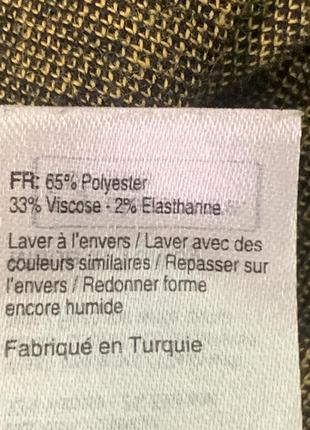 FR: 65% Polyester
33% Viscose - 2% Elasthanne
Laver à l'envers / Laver avec des
couleurs similaires / Repasser sur
l'envers / Redonner forme
encore humide
Fabriqué en Turquie